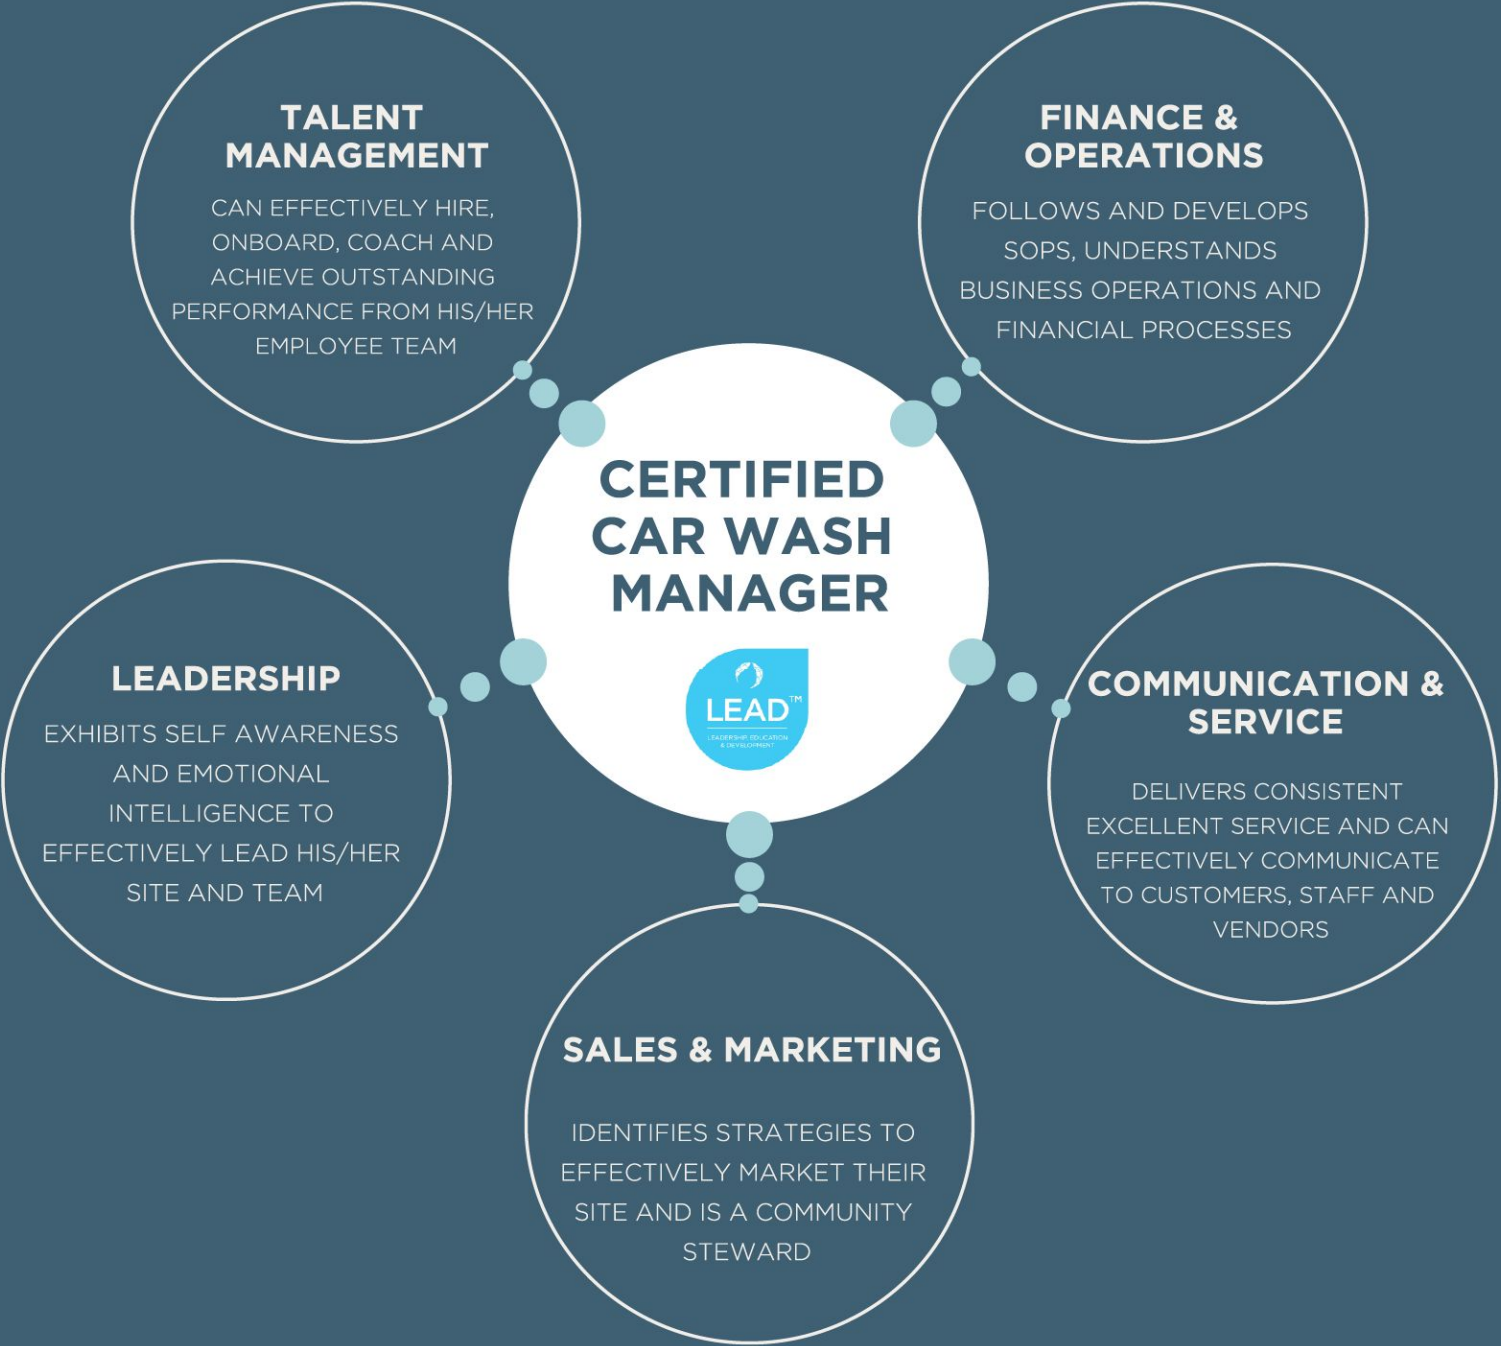 TALENT
MANAGEMENT
CAN EFFECTIVELY HIRE,
ONBOARD, COACH AND
ACHIEVE OUTSTANDING
PERFORMANCE FROM HIS/HER
EMPLOYEE TEAM
FINANCE &
OPERATIONS
FOLLOWS AND DEVELOPS
SOPS, UNDERSTANDS
BUSINESS OPERATIONS AND
FINANCIAL PROCESSES
CERTIFIED
CAR WASH
MANAGER
LEAD™
LEADERSHIP, EDUCATION
& DEVELOPMENT
LEADERSHIP
EXHIBITS SELF AWARENESS
AND EMOTIONAL
INTELLIGENCE TO
EFFECTIVELY LEAD HIS/HER
SITE AND TEAM
COMMUNICATION &
SERVICE
DELIVERS CONSISTENT
EXCELLENT SERVICE AND CAN
EFFECTIVELY COMMUNICATE
TO CUSTOMERS, STAFF AND
VENDORS
SALES & MARKETING
IDENTIFIES STRATEGIES TO
EFFECTIVELY MARKET THEIR
SITE AND IS A COMMUNITY
STEWARD